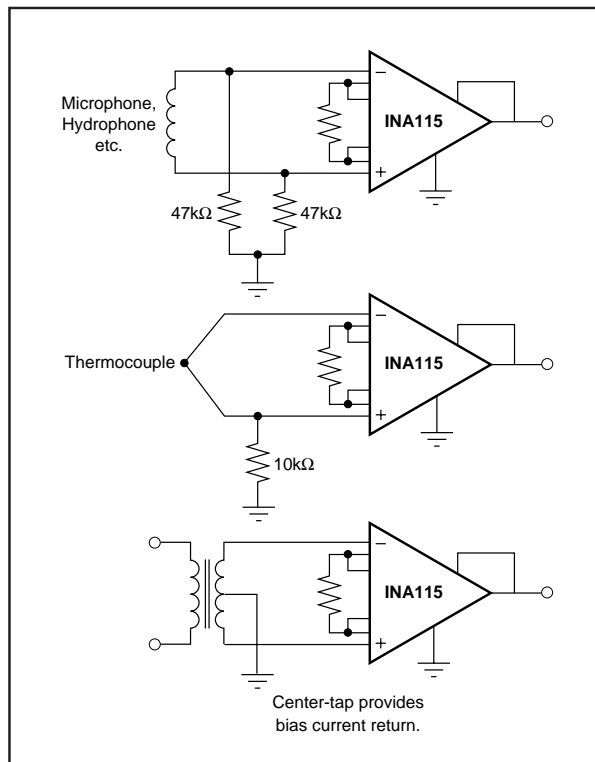 Microphone,
Hydrophone
etc.
−
INA115
+
47kΩ
47kΩ
−
Thermocouple
INA115
+
10kΩ
−
INA115
+
Center-tap provides
bias current return.